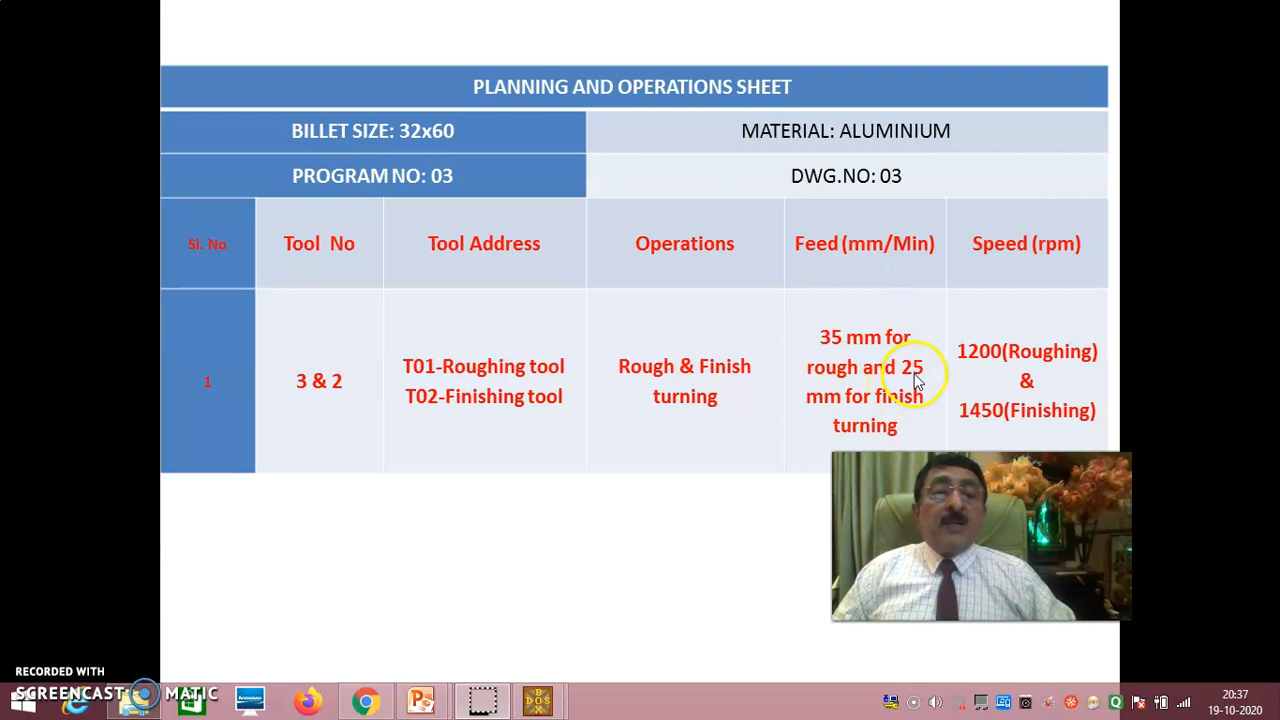 PLANNING AND OPERATIONS SHEET
BILLET SIZE: 32x60
MATERIAL: ALUMINIUM
PROGRAM NO: 03
DWG.NO: 03
Sl. No
Tool No
Tool Address
Operations
Feed (mm/Min)
Speed (rpm)
1
3 & 2
T01-Roughing tool
T02-Finishing tool
Rough & Finish
turning
35 mm for
rough and 25
mm for finish
turning
1200(Roughing)
&
1450(Finishing)
RECORDED WITH
SCREENCAST MATIC
lenovo
DOS
20:37
19-10-2020